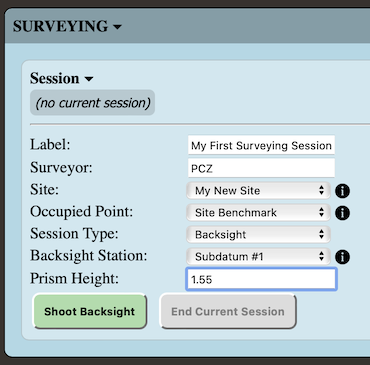 SURVEYING
Session
(no current session)
Label: My First Surveying Session
Surveyor: PCZ
Site: My New Site
Occupied Point: Site Benchmark
Session Type: Backsight
Backsight Station: Subdatum #1
Prism Height: 1.55
Shoot Backsight End Current Session